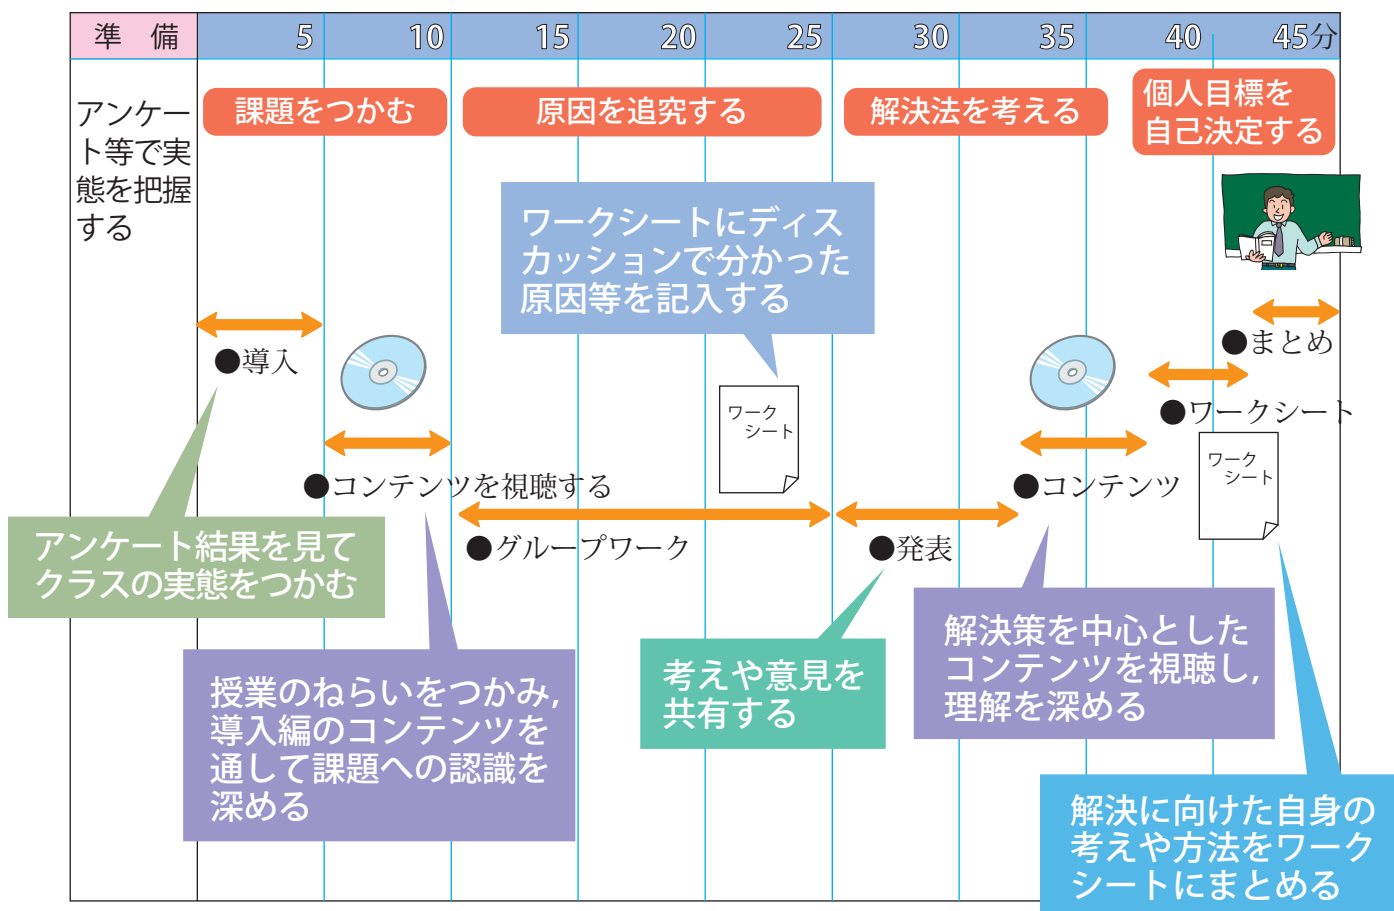 準　備
5
10
15
20
25
30
35
40
45分
アンケー
ト等で実
態を把握
する
課題をつかむ
原因を追究する
解決法を考える
個人目標を
自己決定する
ワークシートにディス
カッションで分かった
原因等を記入する
●導入
●まとめ
ワーク
シート
●ワークシート
ワーク
シート
●コンテンツを視聴する
●コンテンツ
●グループワーク
●発表
アンケート結果を見て
クラスの実態をつかむ
授業のねらいをつかみ,
導入編のコンテンツを
通して課題への認識を
深める
考えや意見を
共有する
解決策を中心とした
コンテンツを視聴し,
理解を深める
解決に向けた自身の
考えや方法をワーク
シートにまとめる